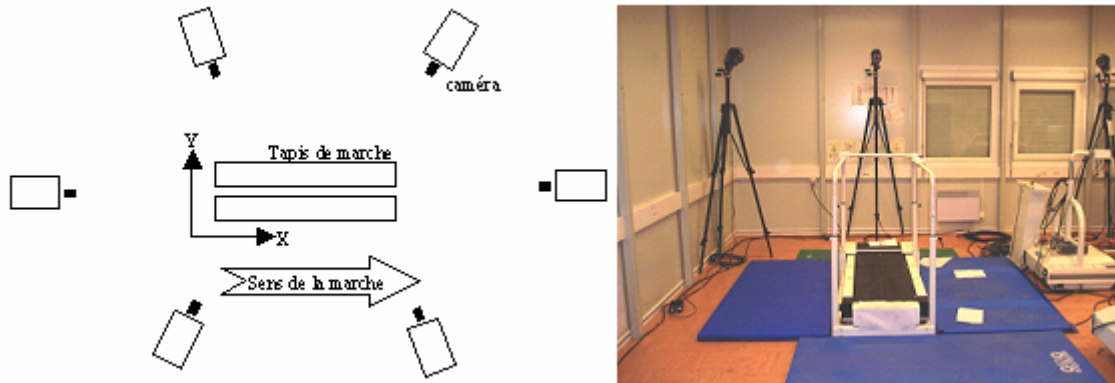 caméra
Y
Tapis de marche
X
Sens de la marche